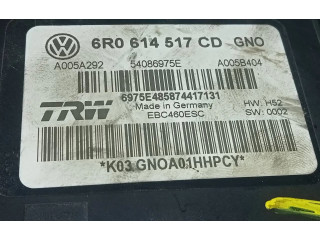 6R0 614 517 CD GNO
A005A292 54086975E A005B404
TRW
6975E485874417131
Made in Germany
EBC460ESC
HW: H52
SW: 0002
*K03 GNOA01HHPCY*